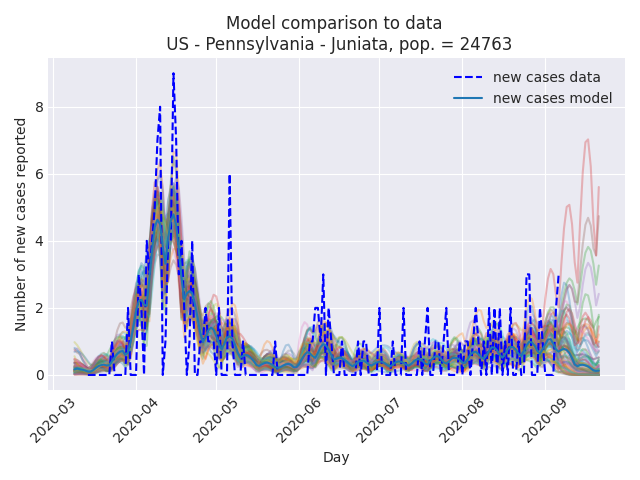 Model comparison to data
US - Pennsylvania - Juniata, pop. = 24763
new cases data
new cases model
Number of new cases reported
8
6
4
2
0
2020-03
2020-04
2020-05
2020-06
2020-07
2020-08
2020-09
Day